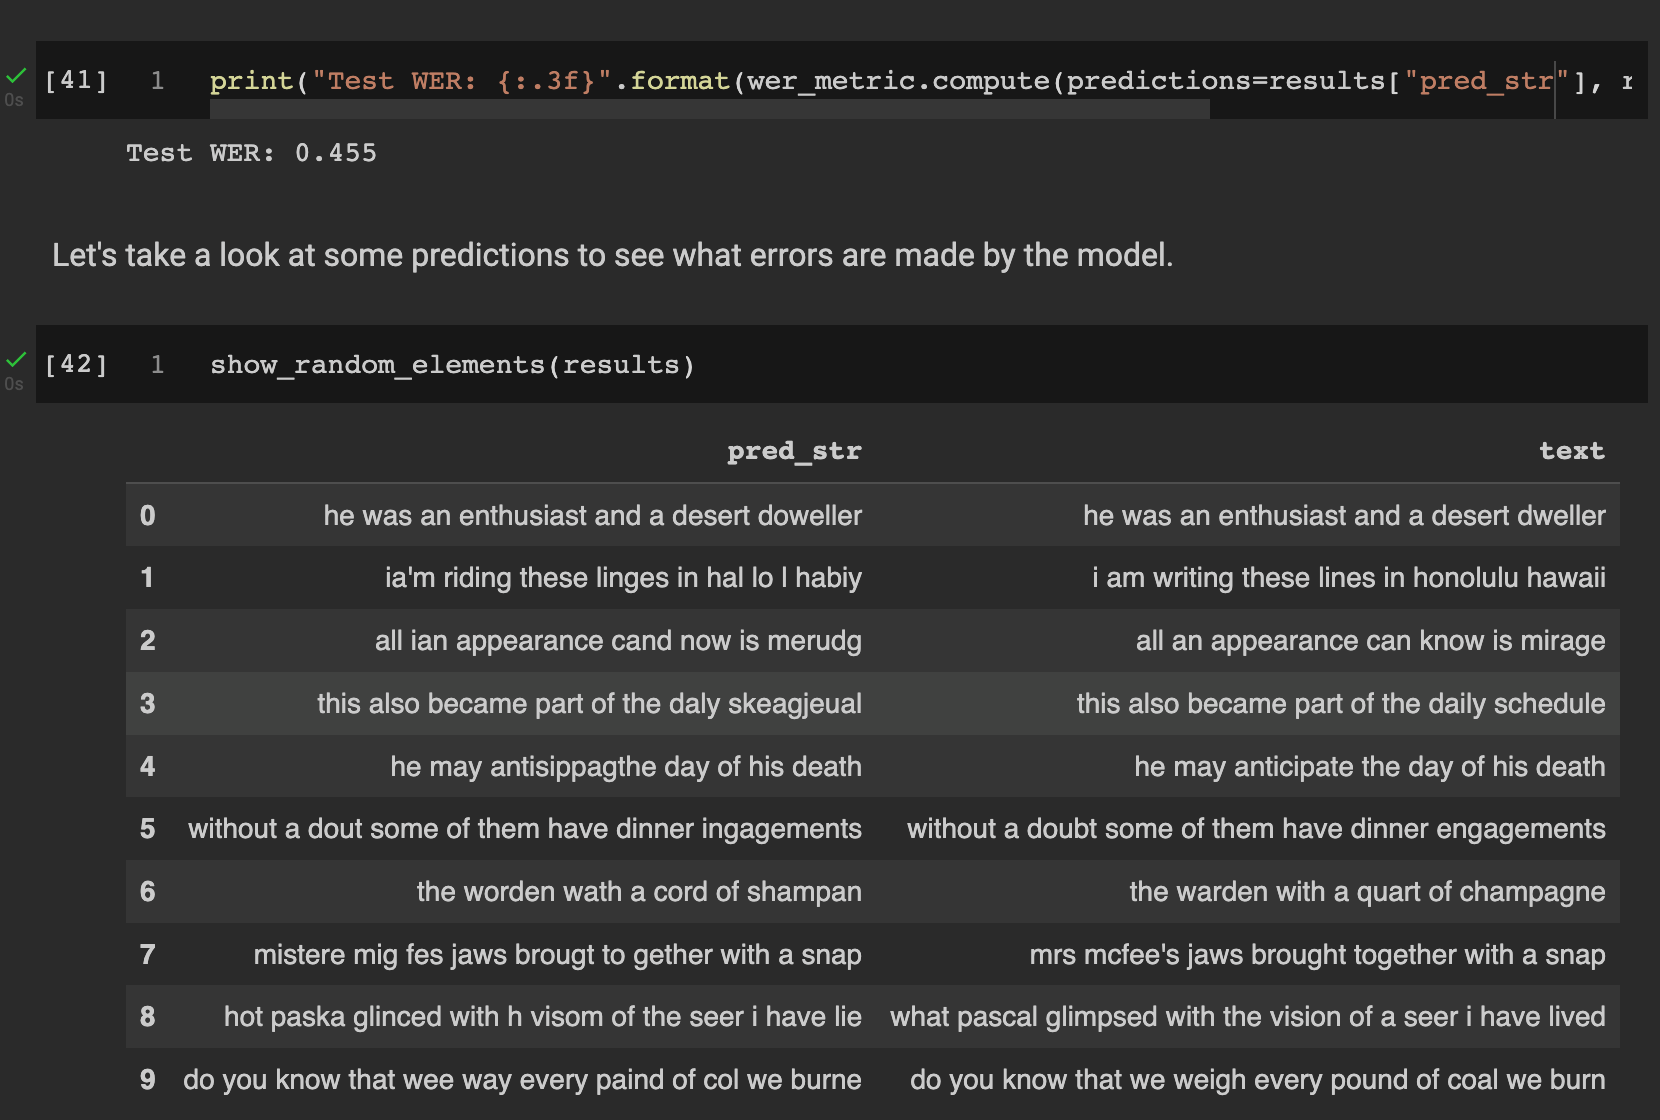 [41] 1 print("Test WER: {:.3f}".format(wer_metric.compute(predictions=results["pred_str"], r
0s
Test WER: 0.455
Let's take a look at some predictions to see what errors are made by the model.
[42] 1 show_random_elements(results)
0s
pred_str text
0 he was an enthusiast and a desert doweller he was an enthusiast and a desert dweller
1 ia'm riding these linges in hal lo l habiy i am writing these lines in honolulu hawaii
2 all ian appearance cand now is merudg all an appearance can know is mirage
3 this also became part of the daly skeagjeual this also became part of the daily schedule
4 he may antisippagthe day of his death he may anticipate the day of his death
5 without a dout some of them have dinner ingagements without a doubt some of them have dinner engagements
6 the worden wath a cord of shampan the warden with a quart of champagne
7 mistere mig fes jaws brougt to gether with a snap mrs mcfee's jaws brought together with a snap
8 hot paska glinced with h visom of the seer i have lie what pascal glimpsed with the vision of a seer i have lived
9 do you know that wee way every paind of col we burne do you know that we weigh every pound of coal we burn